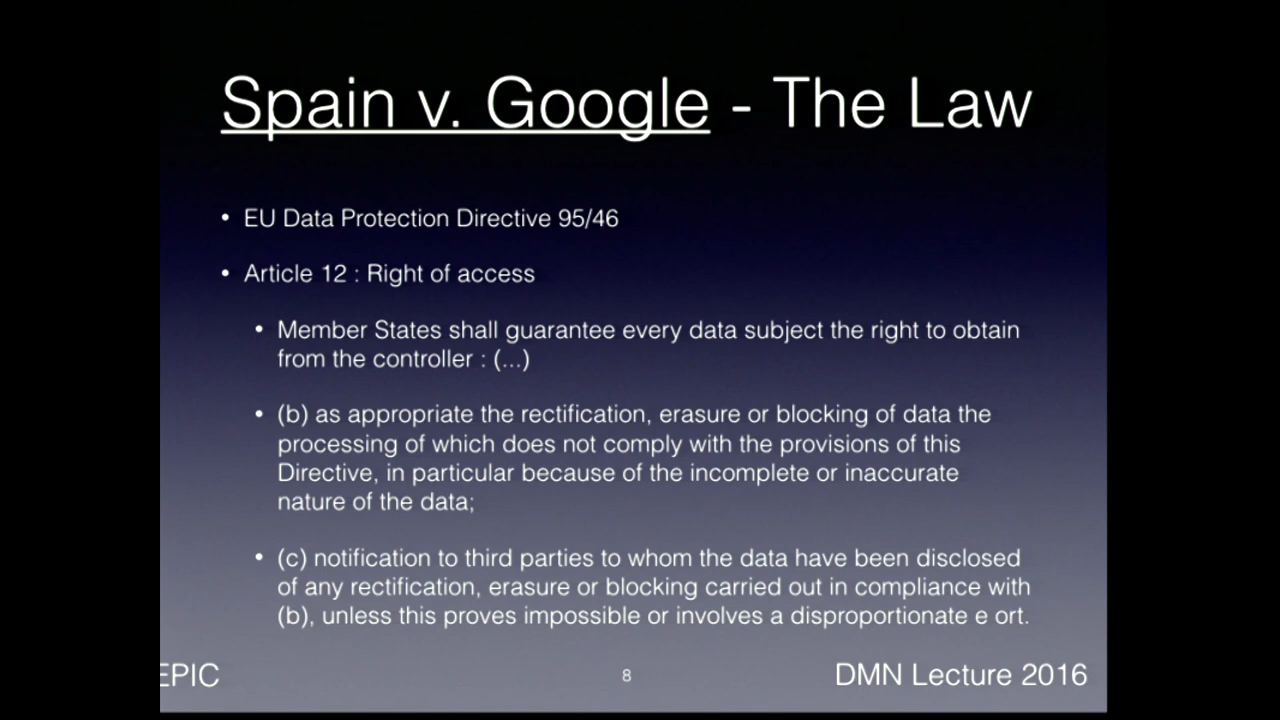 Spain v. Google - The Law
• EU Data Protection Directive 95/46
• Article 12 : Right of access
• Member States shall guarantee every data subject the right to obtain
from the controller : (...)
• (b) as appropriate the rectification, erasure or blocking of data the
processing of which does not comply with the provisions of this
Directive, in particular because of the incomplete or inaccurate
nature of the data;
• (c) notification to third parties to whom the data have been disclosed
of any rectification, erasure or blocking carried out in compliance with
(b), unless this proves impossible or involves a disproportionate e ort.
EPIC 8 DMN Lecture 2016